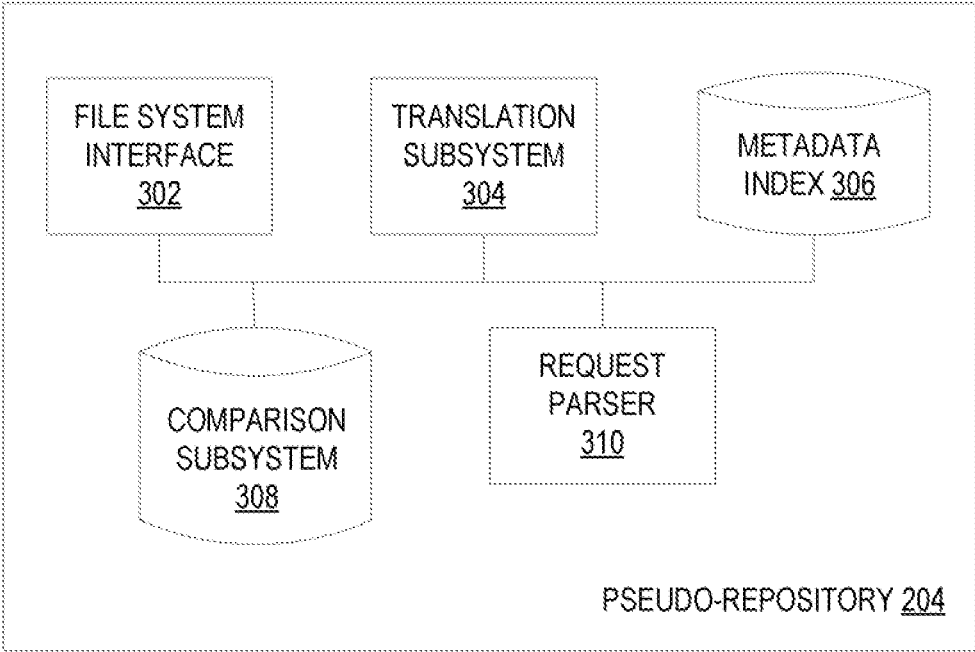 FILE SYSTEM
INTERFACE
302
TRANSLATION
SUBSYSTEM
304
METADATA
INDEX 306
COMPARISON
SUBSYSTEM
308
REQUEST
PARSER
310
PSEUDO-REPOSITORY 204